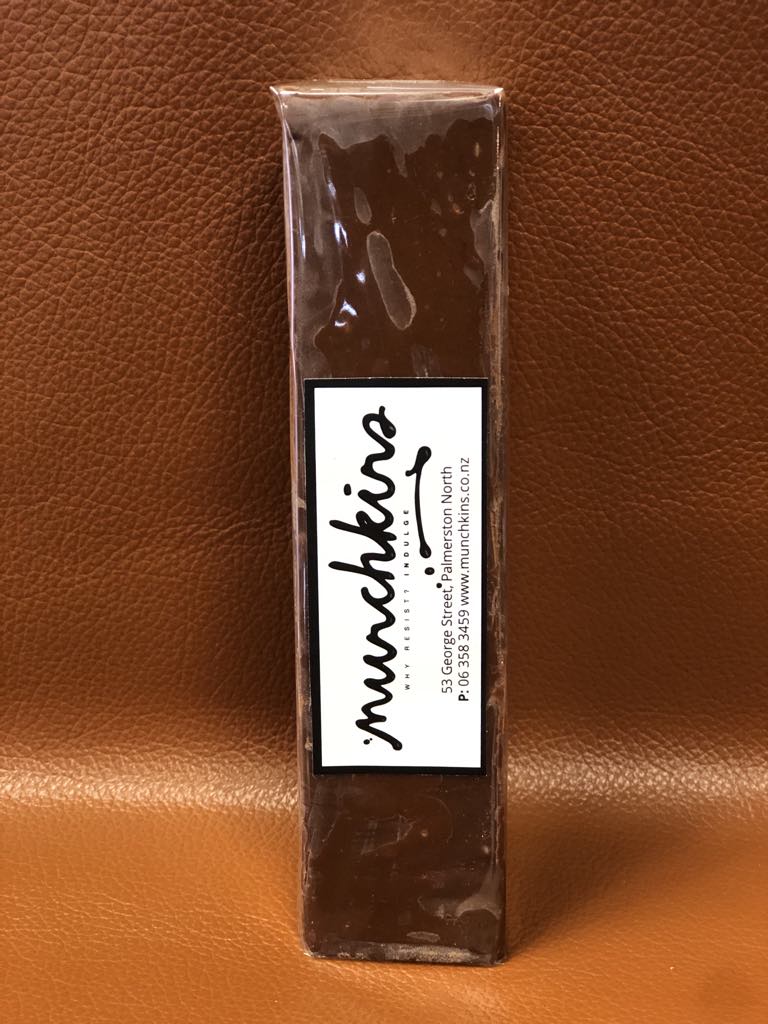 munchkins
WHY RESIST? INDULGE
53 George Street, Palmerston North
P: 06 358 3459 www.munchkins.co.nz